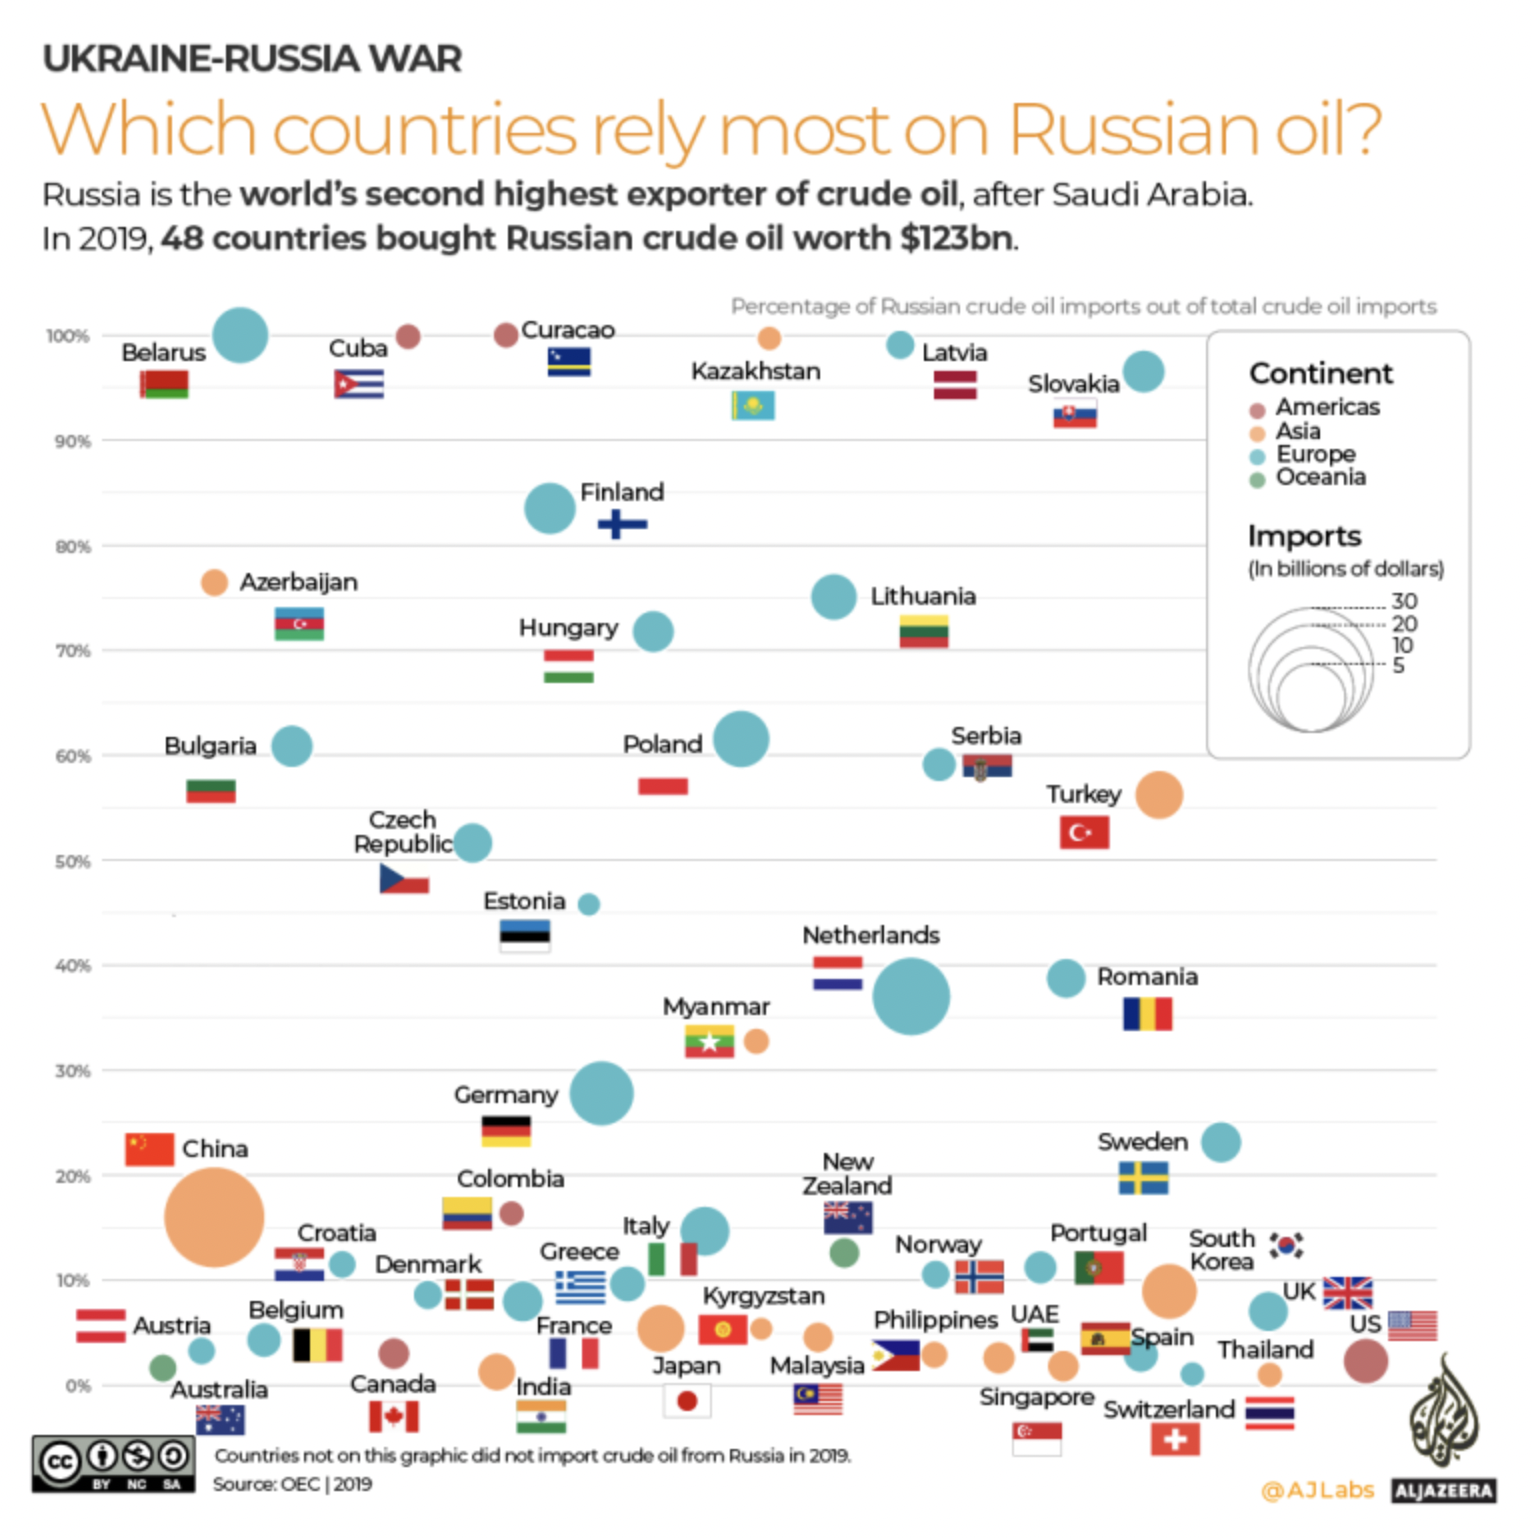 UKRAINE-RUSSIA WAR
Which countries rely most on Russian oil?
Russia is the world's second highest exporter of crude oil, after Saudi Arabia.
In 2019, 48 countries bought Russian crude oil worth $123bn.
Percentage of Russian crude oil imports out of total crude oil imports
100%
Belarus
Cuba
Curacao
Kazakhstan
Latvia
Slovakia
Continent
Americas
Asia
Europe
Oceania
90%
Finland
Imports
(In billions of dollars)
30
20
10
5
80%
Azerbaijan
Lithuania
Hungary
70%
Bulgaria
Poland
Serbia
60%
Turkey
Czech
Republic
50%
Estonia
Netherlands
40%
Romania
Myanmar
30%
Germany
China
Sweden
20%
Colombia
New
Zealand
Croatia
Italy
Portugal
South
Korea
Denmark
Greece
Norway
10%
UK
Belgium
Kyrgyzstan
Austria
France
Philippines
UAE
Spain
US
Thailand
Japan
Malaysia
0%
Australia
Canada
India
Singapore
Switzerland
cc
BY NC SA
Countries not on this graphic did not import crude oil from Russia in 2019.
Source: OEC | 2019
@AJLabs
ALJAZEERA